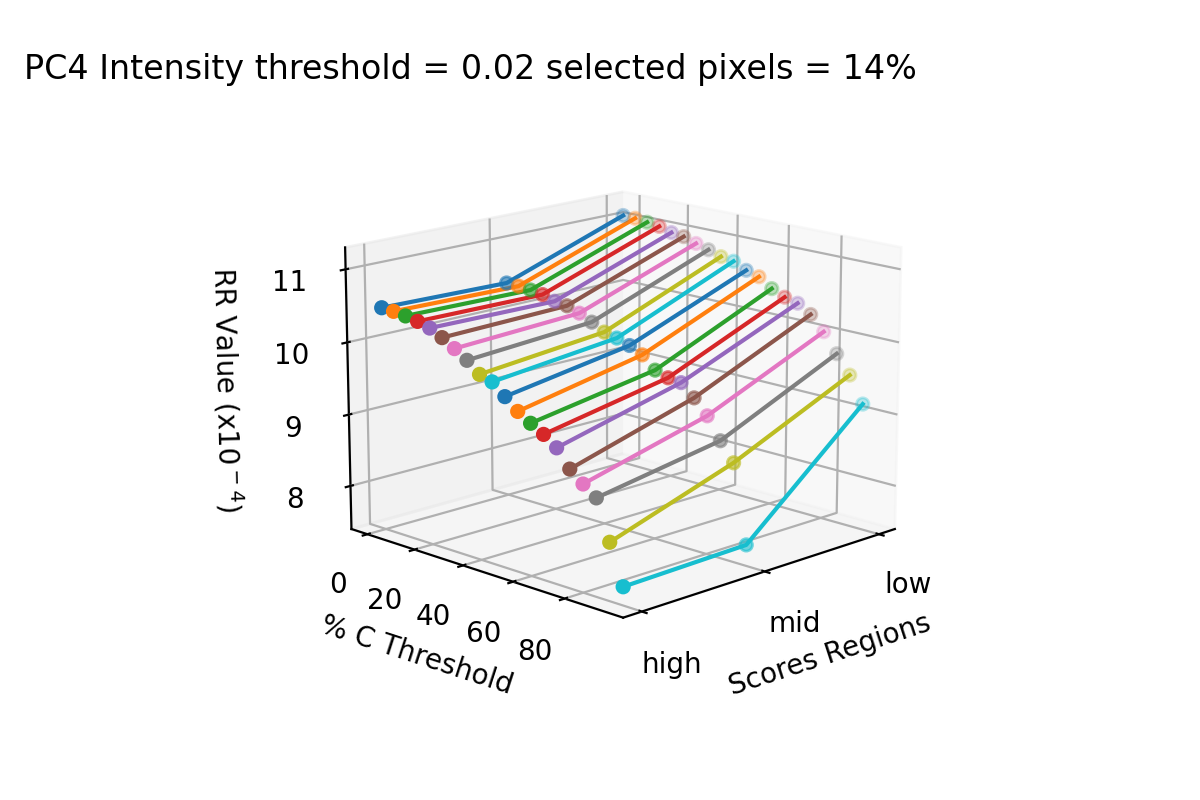 PC4 Intensity threshold = 0.02 selected pixels = 14%
RR Value (x10⁻⁴)
11
10
9
8
0
20
40
60
80
% C Threshold
high
mid
low
Scores Regions